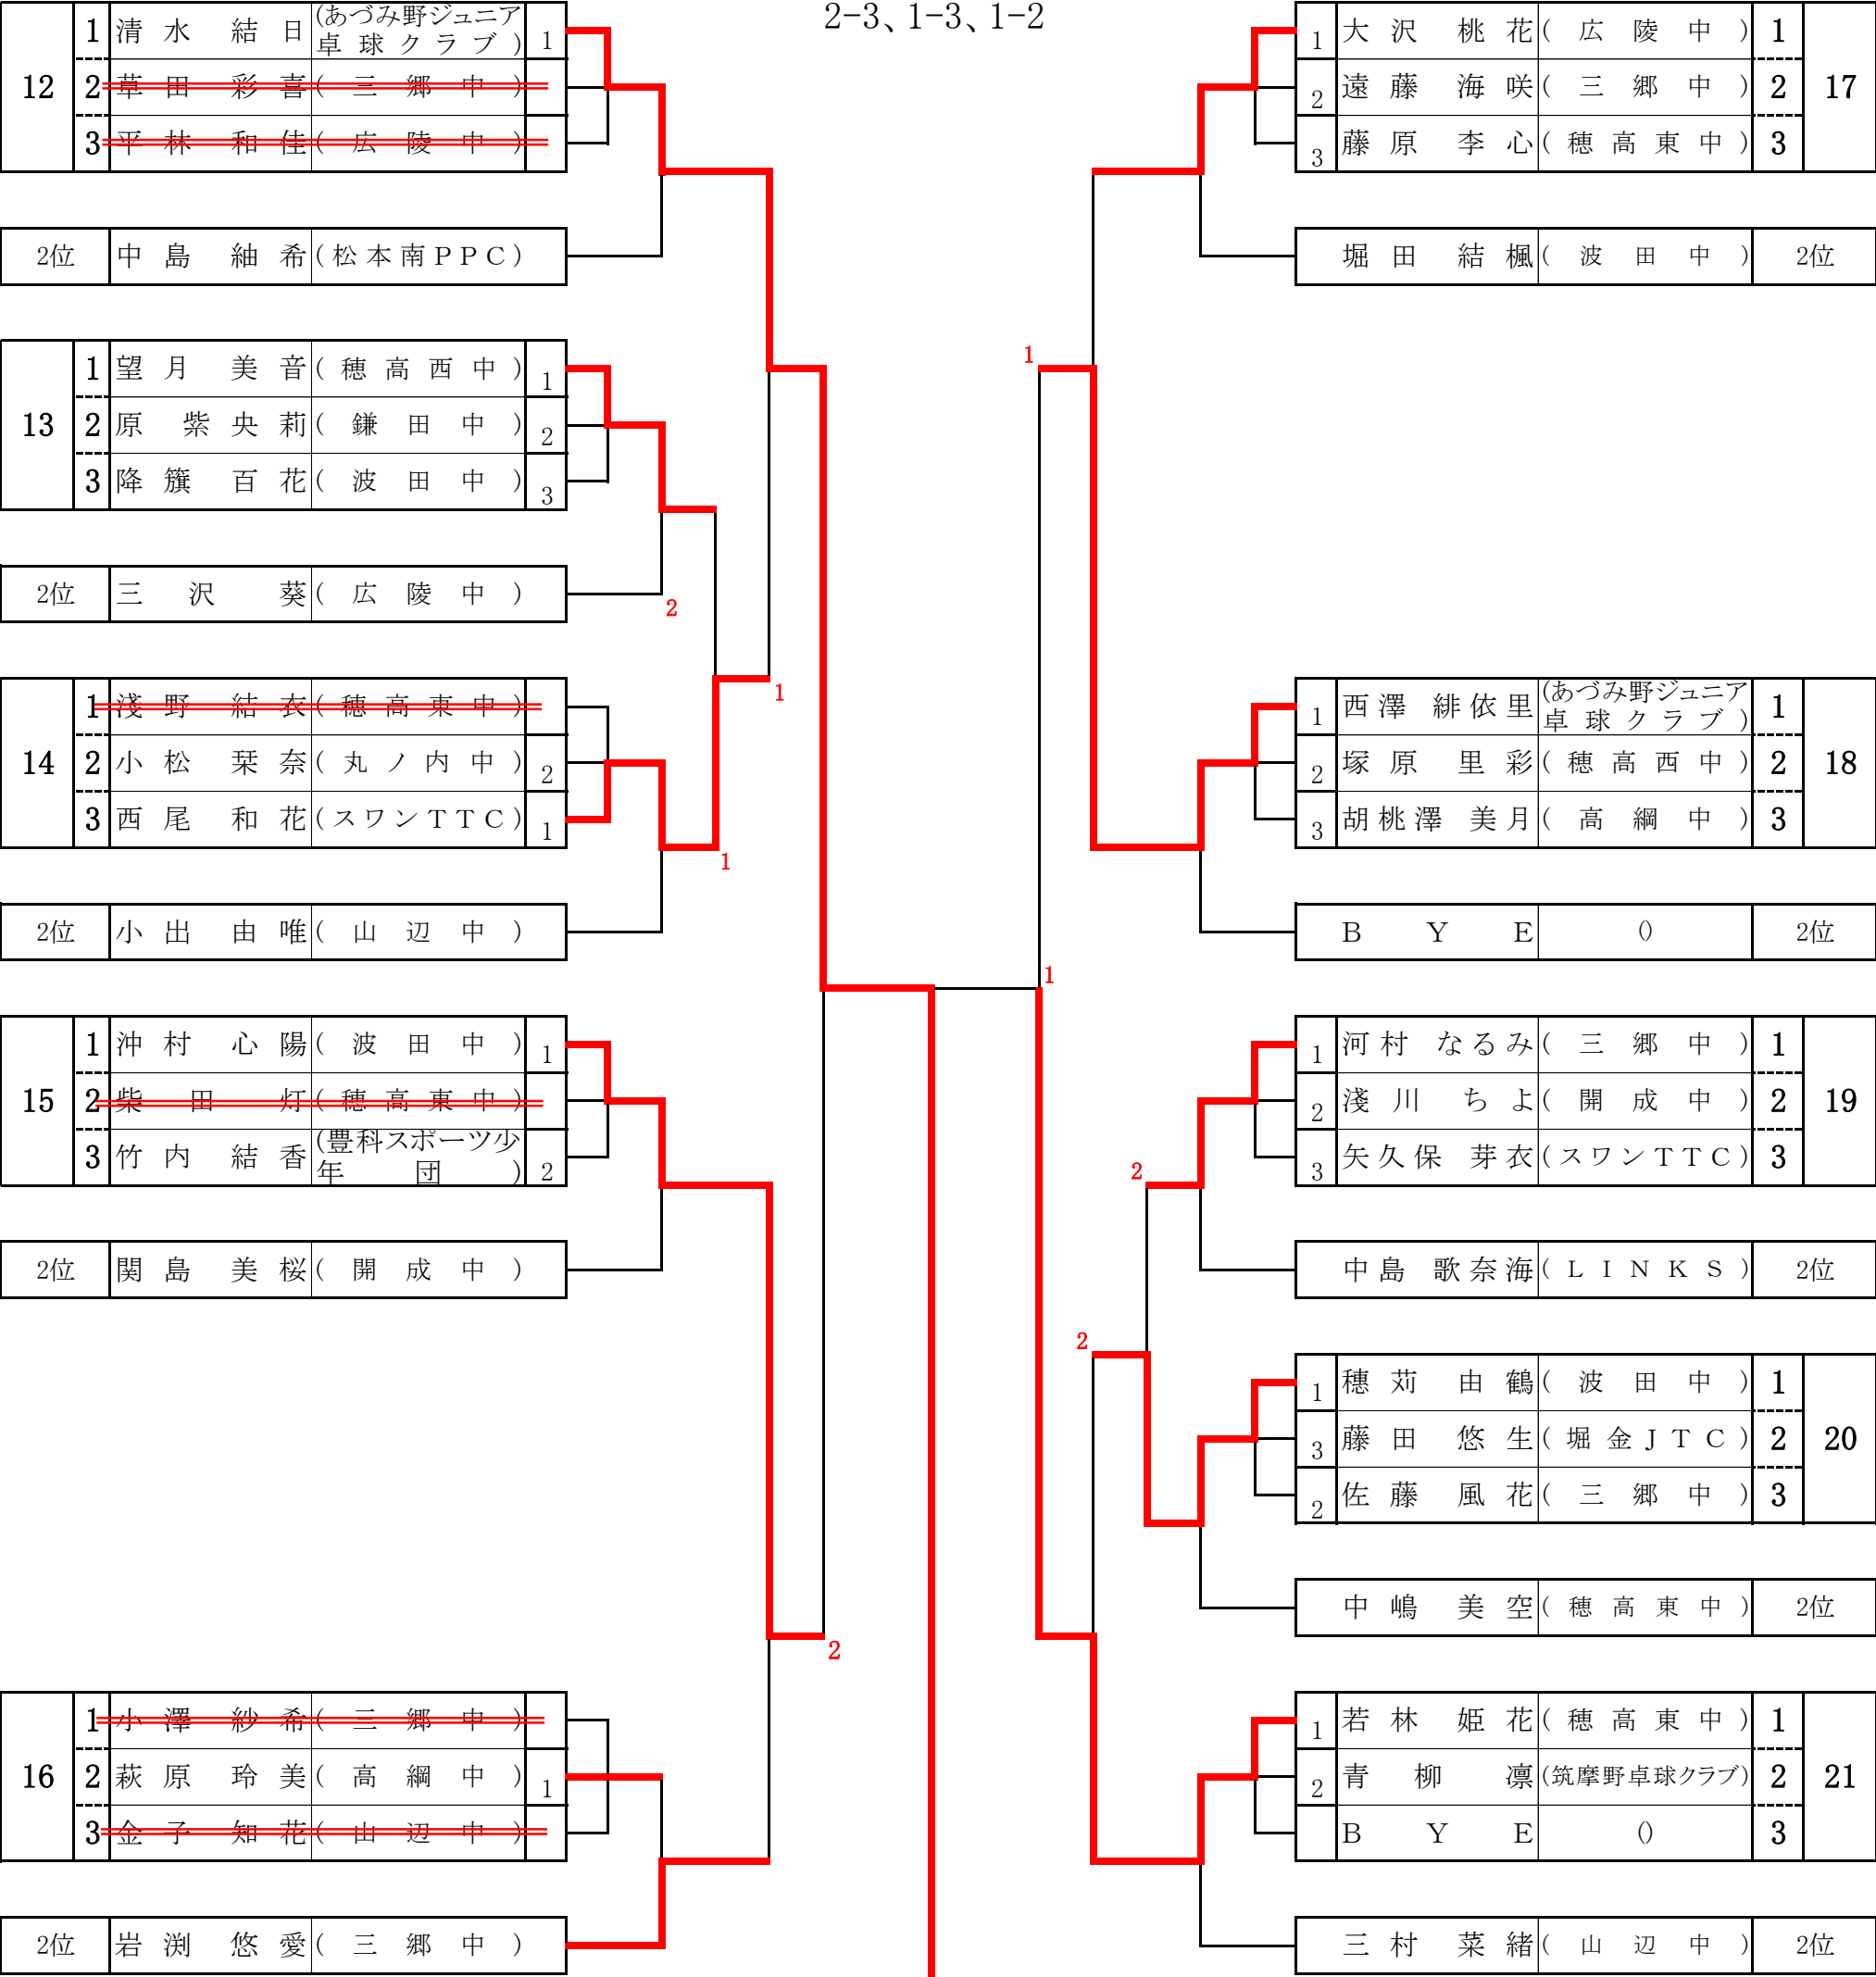 2-3、1-3、1-2
12
1 清水 結日 (あづみ野ジュニア卓球クラブ) 1
2 草田 彩喜 (三郷中)
3 平林 和佳 (広陵中)
2位 中島 紬希 (松本南PPC)
13
1 望月 美音 (穂高西中) 1
2 原 紫央莉 (鎌田中) 2
3 降籏 百花 (波田中) 3
2位 三沢 葵 (広陵中)
2
14
1 淺野 結衣 (穂高東中)
2 小松 栞奈 (丸ノ内中) 2
3 西尾 和花 (スワンTTC) 1
1
1
2位 小出 由唯 (山辺中)
15
1 沖村 心陽 (波田中) 1
2 柴田 灯 (穂高東中)
3 竹内 結香 (豊科スポーツ少年団) 2
2位 関島 美桜 (開成中)
2
16
1 小澤 紗希 (三郷中)
2 萩原 玲美 (高綱中) 1
3 金子 知花 (山辺中)
2位 岩渕 悠愛 (三郷中)
1 大沢 桃花 (広陵中) 1
2 遠藤 海咲 (三郷中) 2
3 藤原 李心 (穂高東中) 3
17
堀田 結楓 (波田中) 2位
1
1 西澤 緋依里 (あづみ野ジュニア卓球クラブ) 1
2 塚原 里彩 (穂高西中) 2
3 胡桃澤 美月 (高綱中) 3
18
BYE () 2位
1
1 河村 なるみ (三郷中) 1
2 淺川 ちよ (開成中) 2
3 矢久保 芽衣 (スワンTTC) 3
19
2
中島 歌奈海 (LINKS) 2位
2
1 穗苅 由鶴 (波田中) 1
3 藤田 悠生 (堀金JTC) 2
2 佐藤 風花 (三郷中) 3
20
中嶋 美空 (穂高東中) 2位
1 若林 姫花 (穂高東中) 1
2 青柳 凛 (筑摩野卓球クラブ) 2
BYE () 3
21
三村 菜緒 (山辺中) 2位